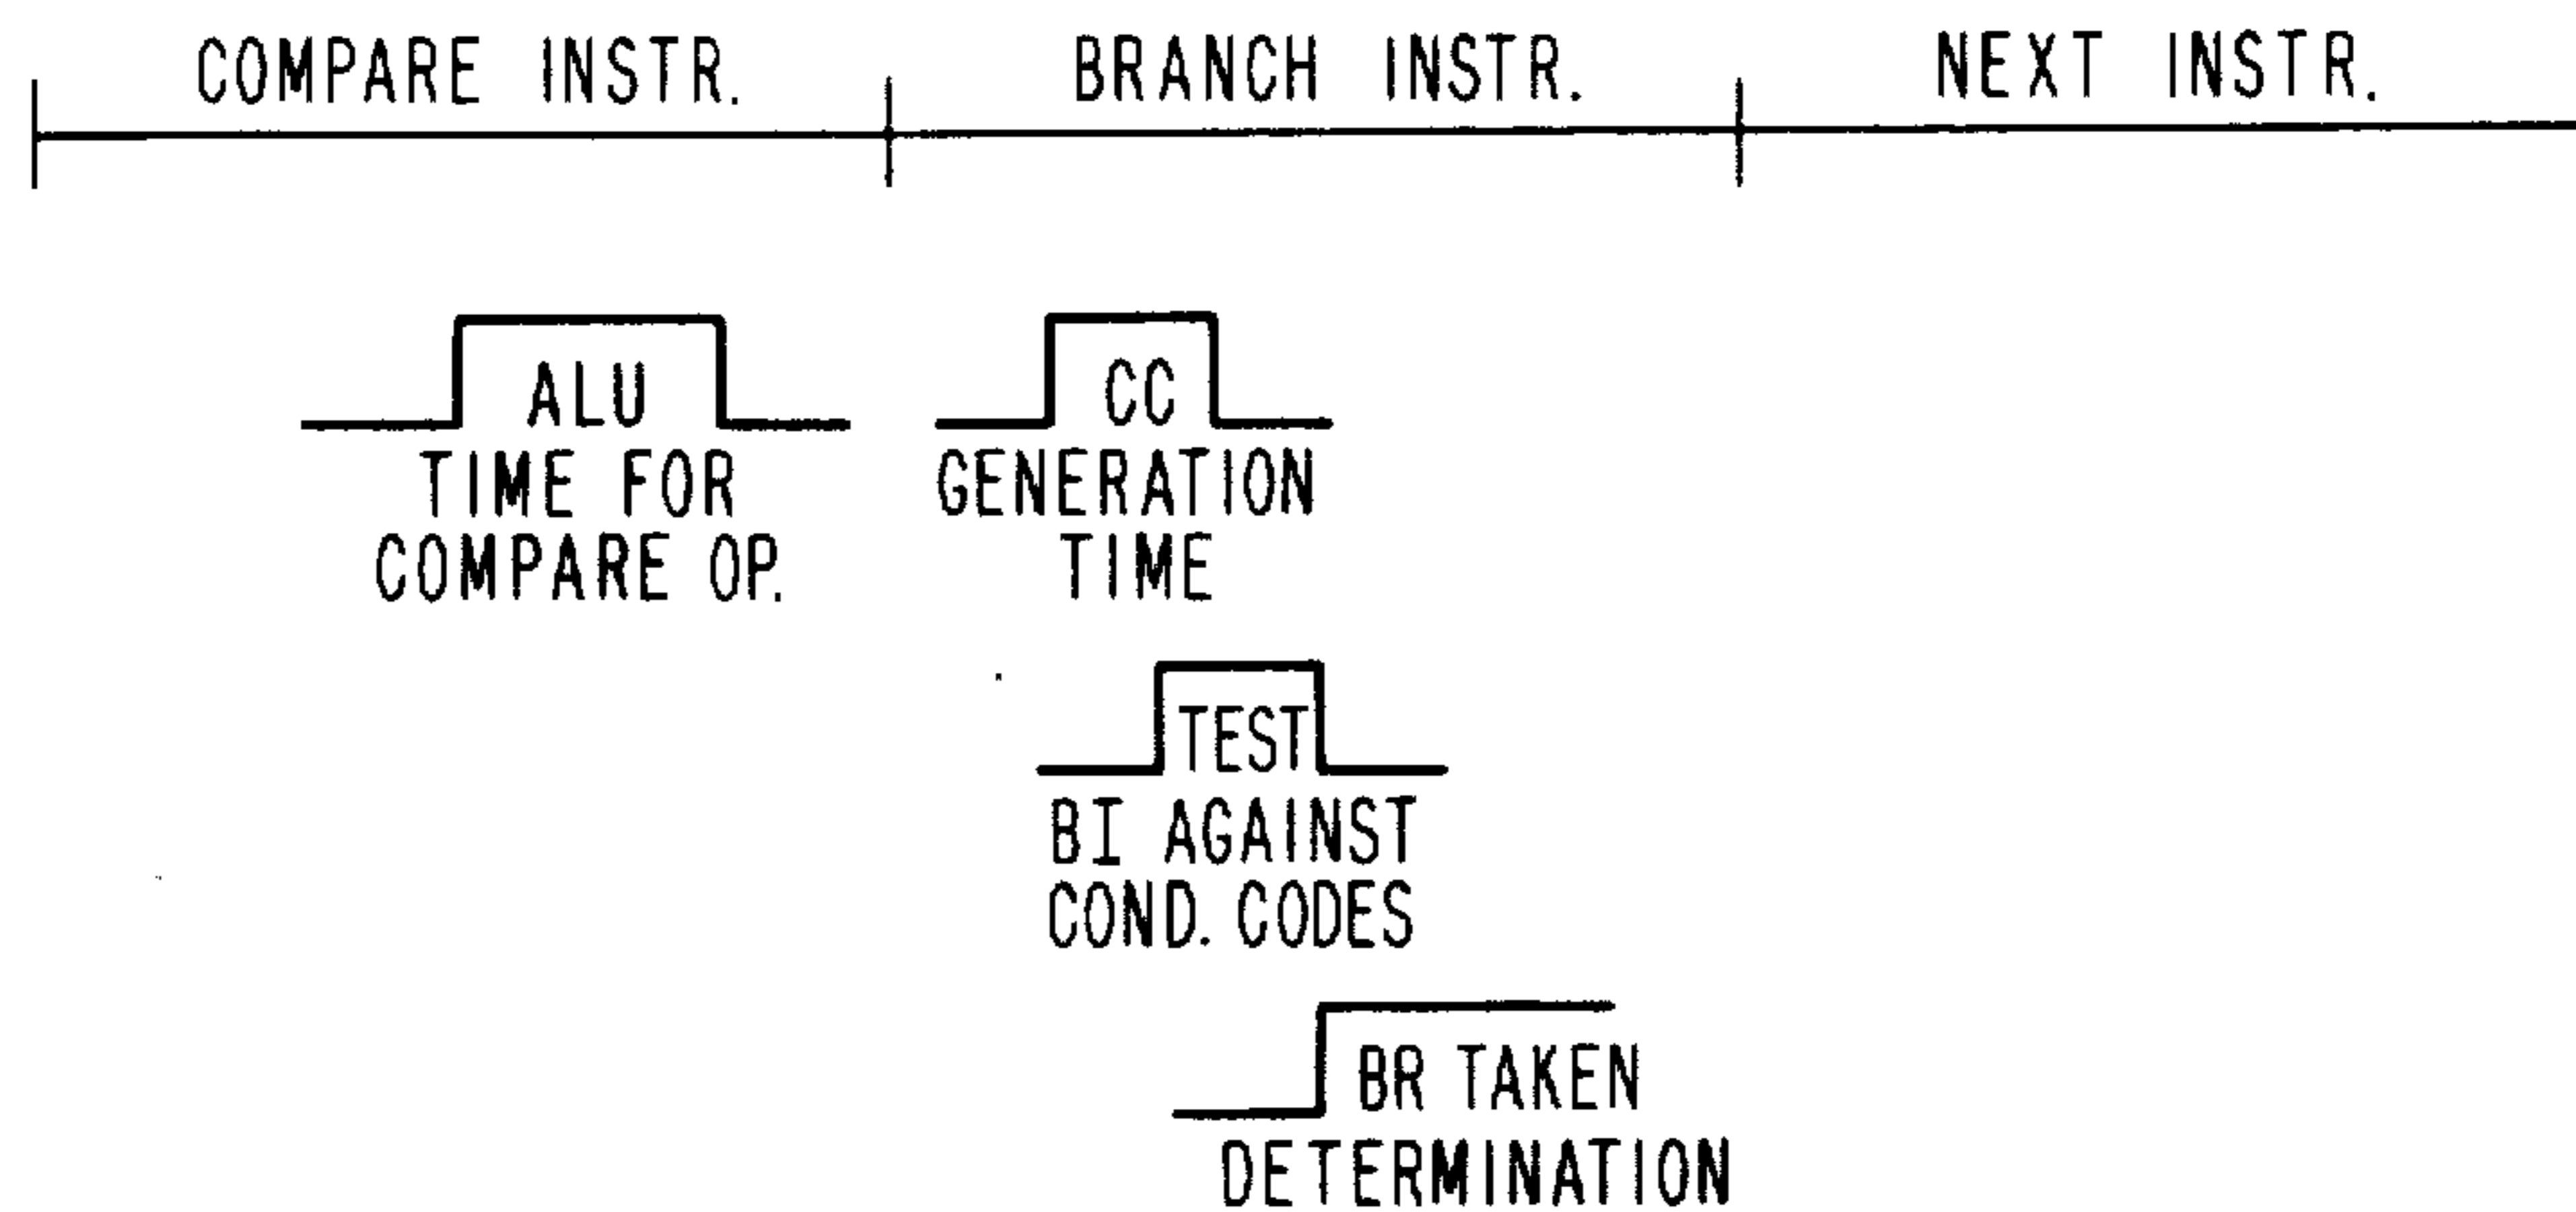 COMPARE INSTR.
BRANCH INSTR.
NEXT INSTR.
ALU
TIME FOR
COMPARE OP.
CC
GENERATION
TIME
TEST
BI AGAINST
COND. CODES
BR TAKEN
DETERMINATION